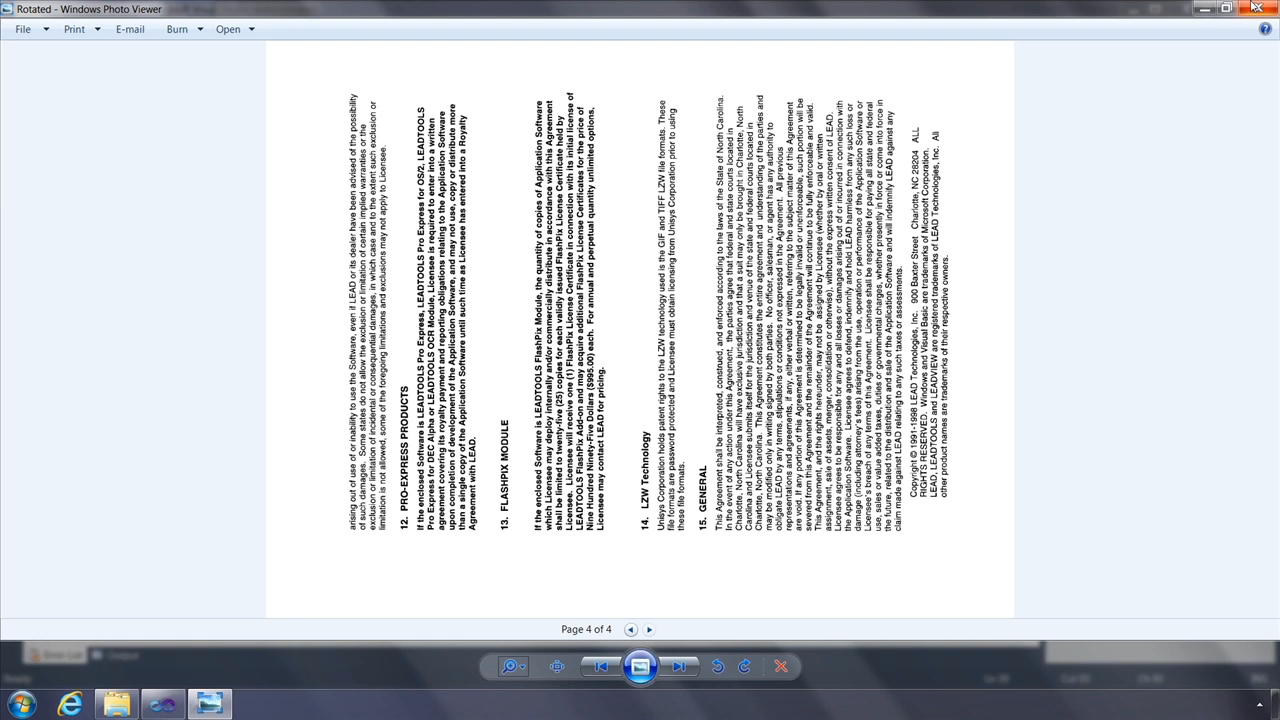 Rotated - Windows Photo Viewer
File Print E-mail Burn Open
arising out of use of or inability to use the Software, even if LEAD or its dealer have been advised of the possibility
of such damages. Some states do not allow the exclusion or limitation of certain implied warranties or the
exclusion or limitation of incidental or consequential damages, in which case and to the extent such exclusion or
limitation is not allowed, some of the foregoing limitations and exclusions may not apply to Licensee.
12. PRO-EXPRESS PRODUCTS
If the enclosed Software is LEADTOOLS Pro Express, LEADTOOLS Pro Express for OS/2, LEADTOOLS
Pro Express for DEC Alpha or LEADTOOLS OCR Module, Licensee is required to enter into a written
agreement covering its royalty payment and reporting obligations relating to the Application Software
upon completion of development of the Application Software, and may not use, copy or distribute more
than a single copy of the Application Software until such time as Licensee has entered into a Royalty
Agreement with LEAD.
13. FLASHPIX MODULE
If the enclosed Software is LEADTOOLS FlashPix Module, the quantity of copies of Application Software
which Licensee may deploy internally and/or commercially distribute in accordance with this Agreement
shall be limited to twenty-five (25) copies for each validly issued FlashPix License Certificate held by
Licensee. Licensee will receive one (1) FlashPix License Certificate in connection with its initial license of
LEADTOOLS FlashPix Add-on and may acquire additional FlashPix License Certificates for the price of
Nine Hundred Ninety-Five Dollars ($995.00) each. For annual and perpetual quantity unlimited options,
Licensee may contact LEAD for pricing.
14. LZW Technology
Unisys Corporation holds patent rights to the LZW technology used is the GIF and TIFF LZW file formats. These
file formats are password protected and Licensee must obtain licensing from Unisys Corporation prior to using
these file formats.
15. GENERAL
This Agreement shall be interpreted, construed, and enforced according to the laws of the State of North Carolina.
In the event of any action under this Agreement, the parties agree that federal and state courts located in
Charlotte, North Carolina will have exclusive jurisdiction and that a suit may only be brought in Charlotte, North
Carolina and Licensee submits itself for the jurisdiction and venue of the state and federal courts located in
Charlotte, North Carolina. This Agreement constitutes the entire agreement and understanding of the parties and
may be modified only in writing signed by both parties. No officer, salesman, or agent has any authority to
obligate LEAD by any terms, stipulations or conditions not expressed in the Agreement. All previous
representations and agreements, if any, either verbal or written, referring to the subject matter of this Agreement
are void. If any portion of this Agreement is determined to be legally invalid or unenforceable, such portion will be
severed from this Agreement and the remainder of the Agreement will continue to be fully enforceable and valid.
This Agreement, and the rights hereunder, may not be assigned by Licensee (whether by oral or written
assignment, sale of assets, merger, consolidation or otherwise), without the express written consent of LEAD.
Licensee agrees to be responsible for any and all losses or damages arising out of or incurred in connection with
the Application Software. Licensee agrees to defend, indemnify and hold LEAD harmless from any such loss or
damage (including attorney's fees) arising from the use, operation or performance of the Application Software or
Licensee's breach of any terms of this Agreement. Licensee shall be responsible for paying all state and federal
use, sales or value added taxes, duties or governmental charges, whether presently in force or come into force in
the future, related to the distribution and sale of the Application Software and will indemnify LEAD against any
claim made against LEAD relating to any such taxes or assessments.
Copyright © 1991-1998 LEAD Technologies, Inc. 900 Baxter Street Charlotte, NC 28204 ALL
RIGHTS RESERVED. Windows and Visual Basic are trademarks of Microsoft Corporation.
LEAD, LEADTOOLS and LEADVIEW are registered trademarks of LEAD Technologies, Inc. All
other product names are trademarks of their respective owners.
Page 4 of 4
Error List Output
Ready